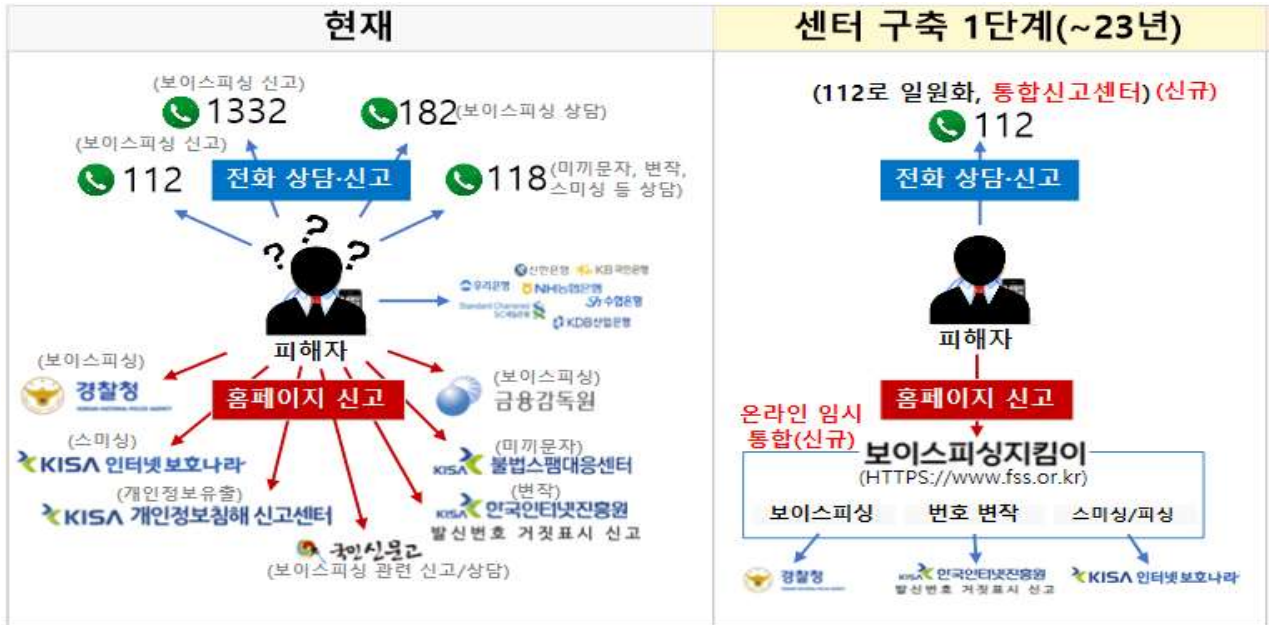 현재
센터 구축 1단계(~23년)
(보이스피싱 신고)
1332
182(보이스피싱 상담)
(보이스피싱 신고)
112
전화 상담·신고
118(미끼문자, 변작,
스미싱 등 상담)
? ? ?
신한은행 KB국민은행
우리은행 NH농협은행
Standard Chartered
SC제일은행
Sh수협은행
KDB산업은행
피해자
(보이스피싱)
경찰청
KOREAN NATIONAL POLICE AGENCY
홈페이지 신고
(보이스피싱)
금융감독원
(스미싱)
KISA 인터넷보호나라
(미끼문자)
KISA 불법스팸대응센터
(개인정보유출)
KISA 개인정보침해 신고센터
(변작)
KISA 한국인터넷진흥원
발신번호 거짓표시 신고
국민신문고
(보이스피싱 관련 신고/상담)
(112로 일원화, 통합신고센터)(신규)
112
전화 상담·신고
피해자
홈페이지 신고
온라인 임시
통합(신규)
보이스피싱지킴이
(HTTPS://www.fss.or.kr)
보이스피싱
번호 변작
스미싱/피싱
경찰청
KISA 한국인터넷진흥원
발신번호 거짓표시 신고
KISA 인터넷보호나라